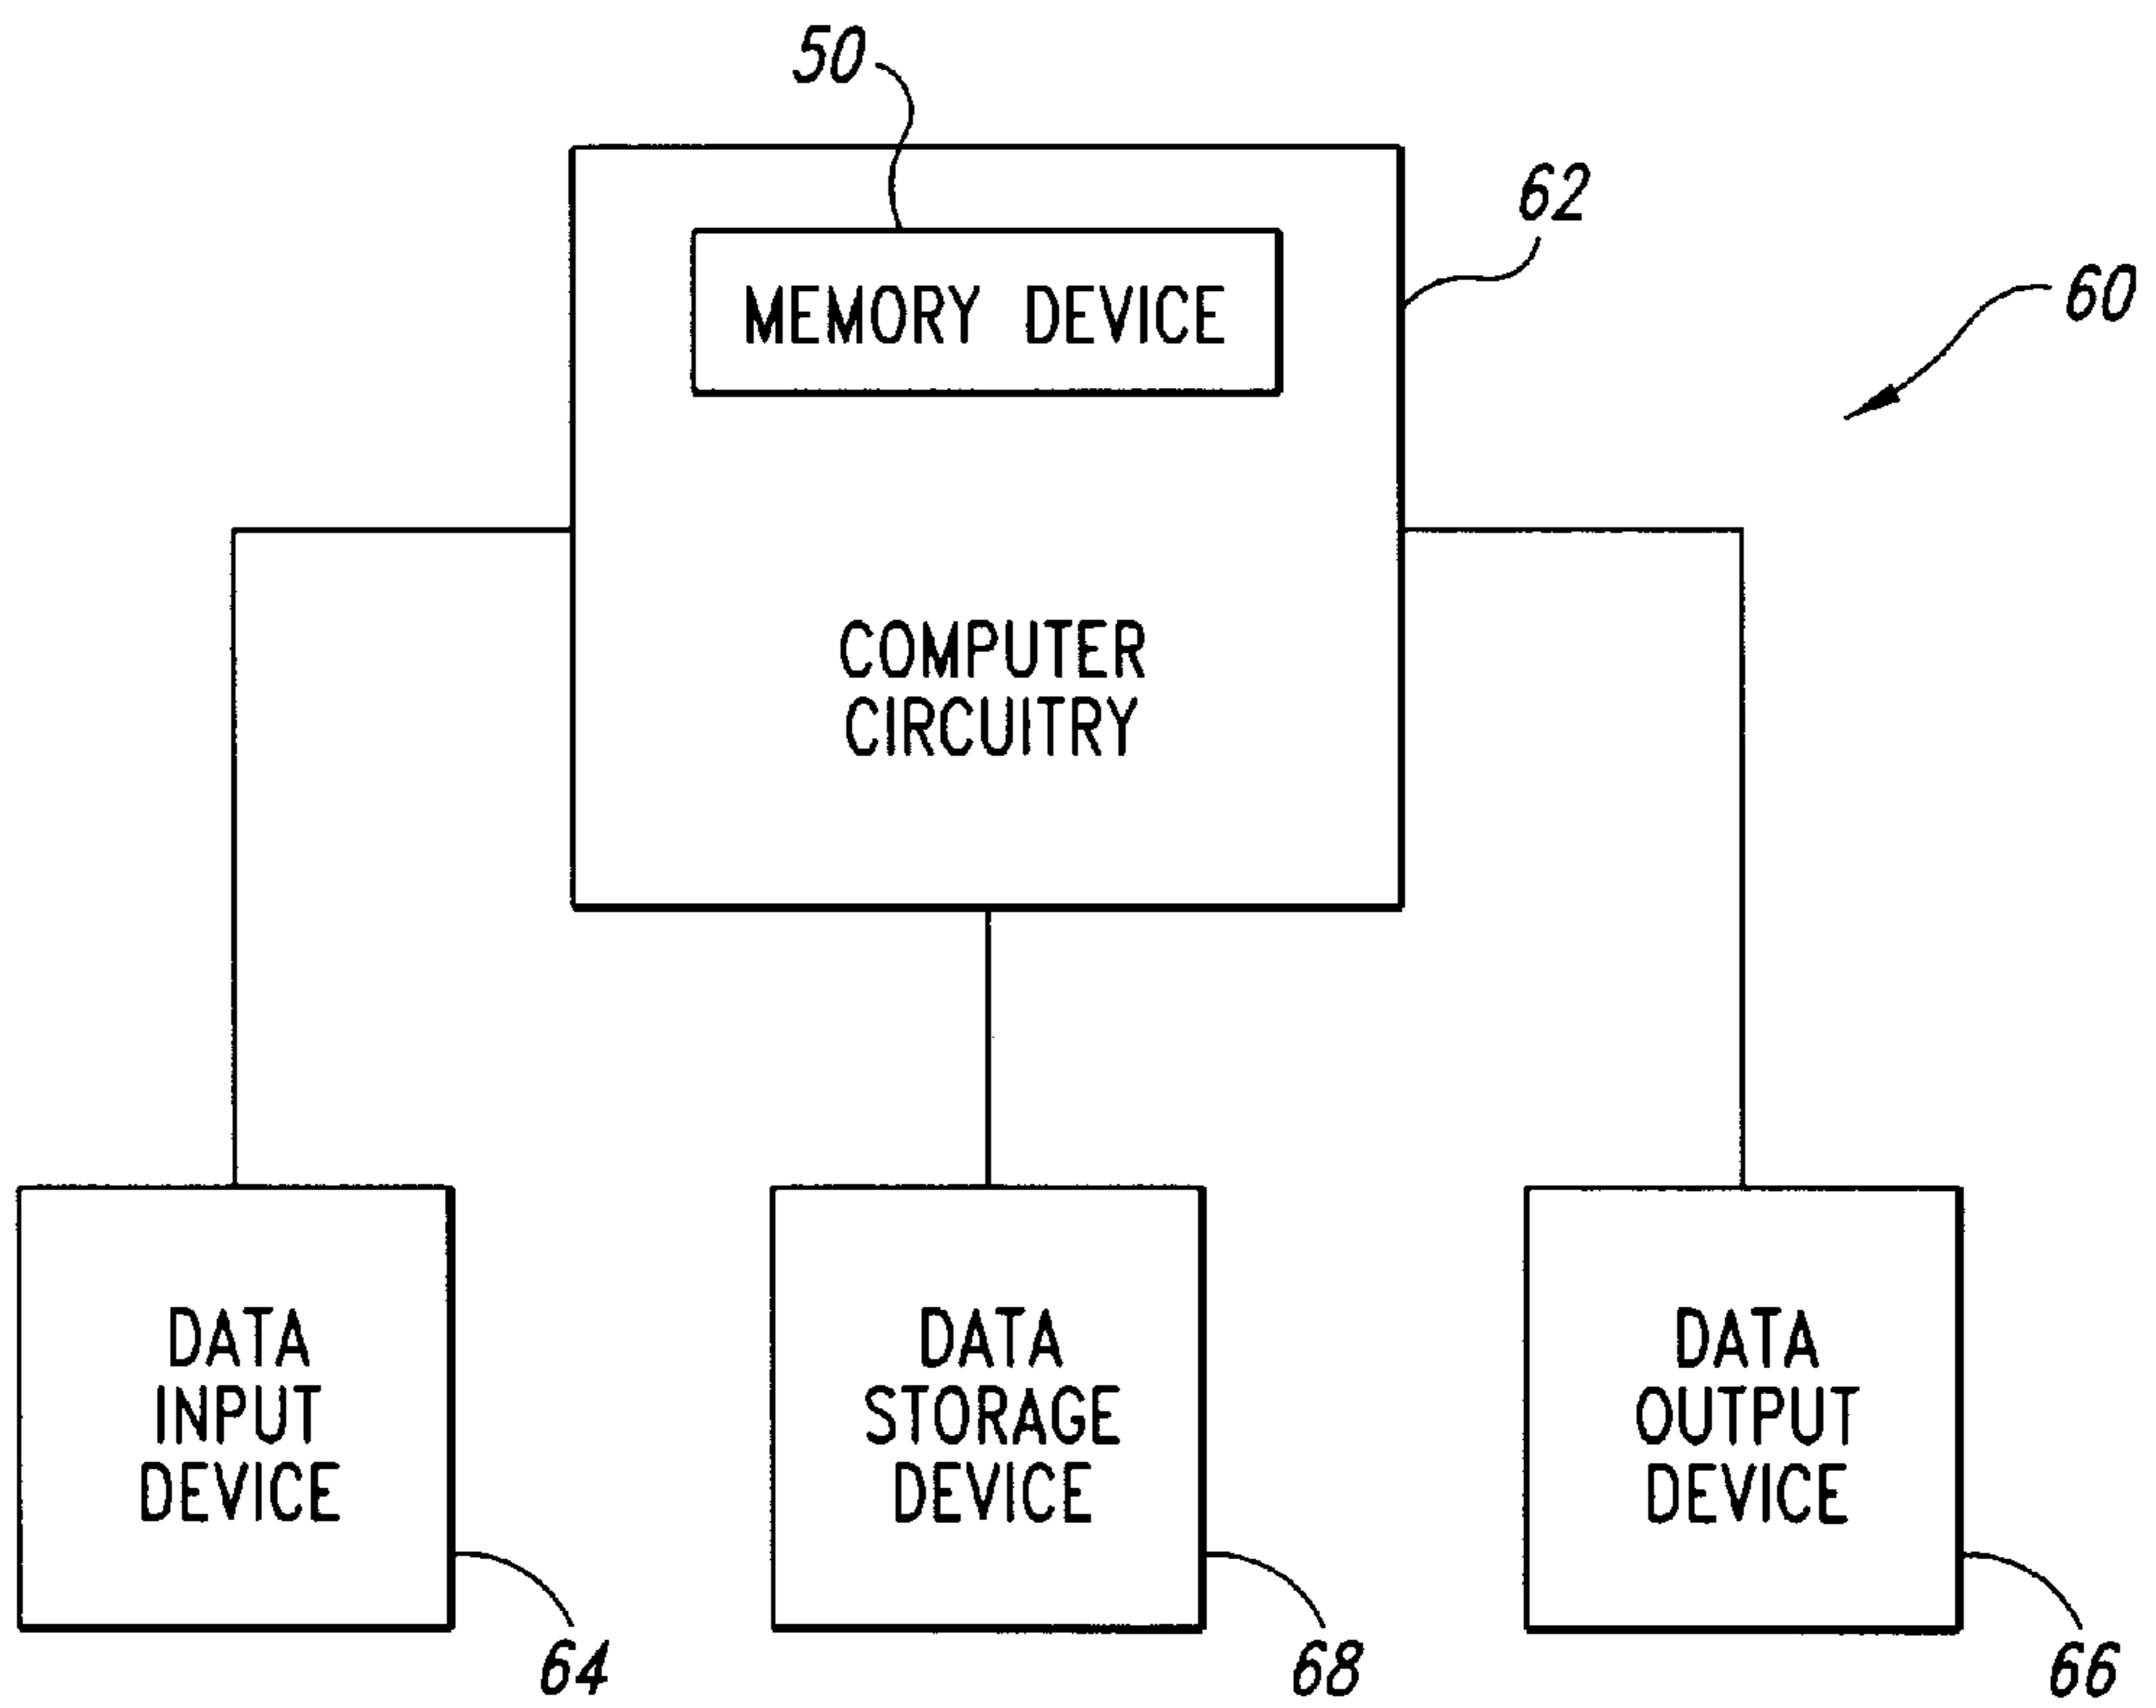 50
62
60
MEMORY DEVICE
COMPUTER
CIRCUITRY
DATA
INPUT
DEVICE
64
DATA
STORAGE
DEVICE
68
DATA
OUTPUT
DEVICE
66